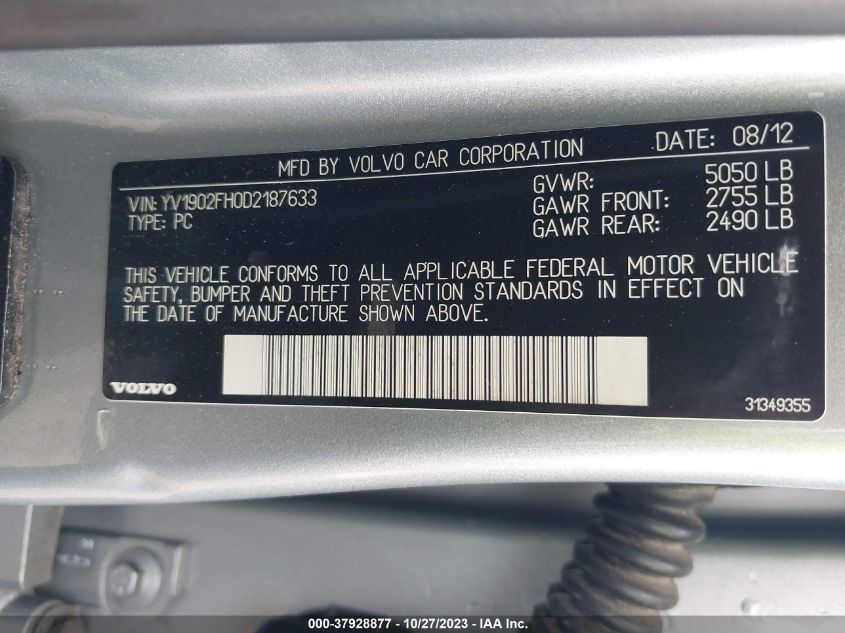 MFD BY VOLVO CAR CORPORATION
DATE: 08/12
VIN: YV1902FH0D2187633
TYPE: PC
GVWR: 5050 LB
GAWR FRONT: 2755 LB
GAWR REAR: 2490 LB
THIS VEHICLE CONFORMS TO ALL APPLICABLE FEDERAL MOTOR VEHICLE
SAFETY, BUMPER AND THEFT PREVENTION STANDARDS IN EFFECT ON
THE DATE OF MANUFACTURE SHOWN ABOVE.
VOLVO
31349355
000-37928877 - 10/27/2023 - IAA Inc.